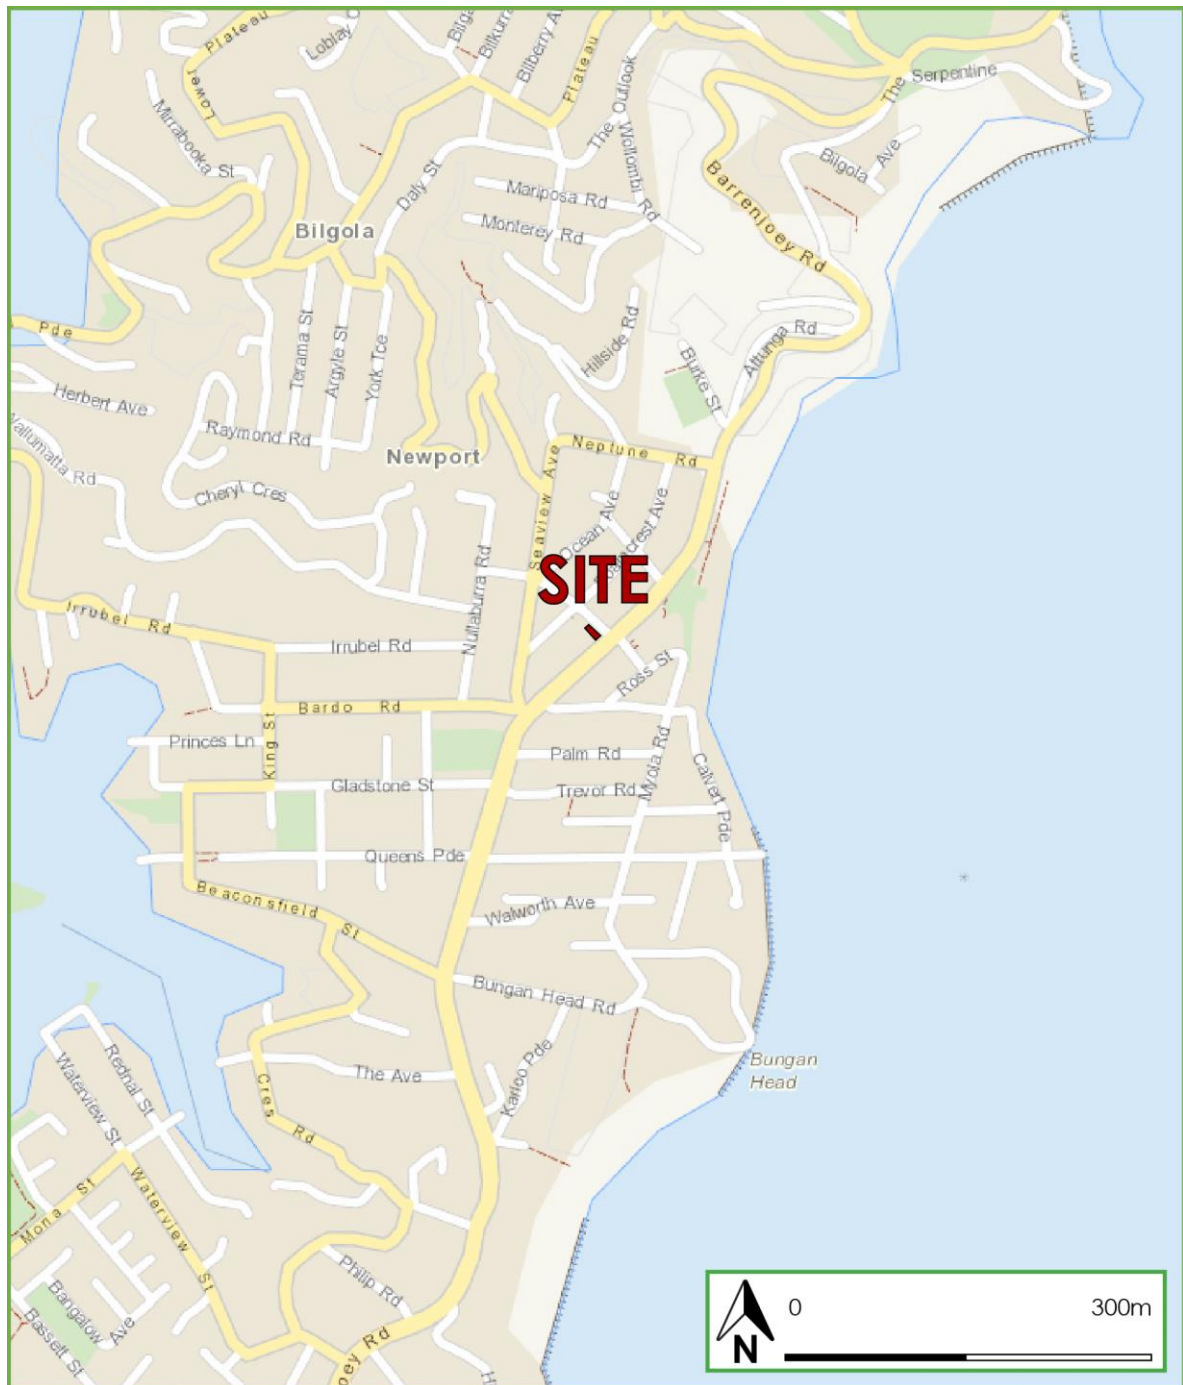 Plateau
Lower
Loblay
Bilkurra
Bilberry
Plateau
The Outlook
The Serpentine
Mirrabooka St
Wollombi Rd
Bilgola Ave
Daly St
Mariposa Rd
Barrenjoey Rd
Monterey Rd
Bilgola
Pde
Terama St
Argyle St
York Tce
Hillside Rd
Attunga Rd
Burke St
Herbert Ave
Raymond Rd
Neptune Rd
Newport
Cheryl Cres
Seaview Ave
Ocean Ave
SITE
Nullaburra Rd
Irrubel Rd
Irrubel Rd
Ross St
Bardo Rd
King St
Princes Ln
Palm Rd
Myola Rd
Calvert Pde
Gladstone St
Trevor Rd
Queens Pde
Beaconsfield St
Walworth Ave
Bungan Head Rd
Bungan
Head
Rednal St
Waterview St
The Ave
Karloo Pde
Cres Rd
Mona St
Waterview St
Philip Rd
Bangalow Ave
Bassett St
oey Rd
0 300m
N